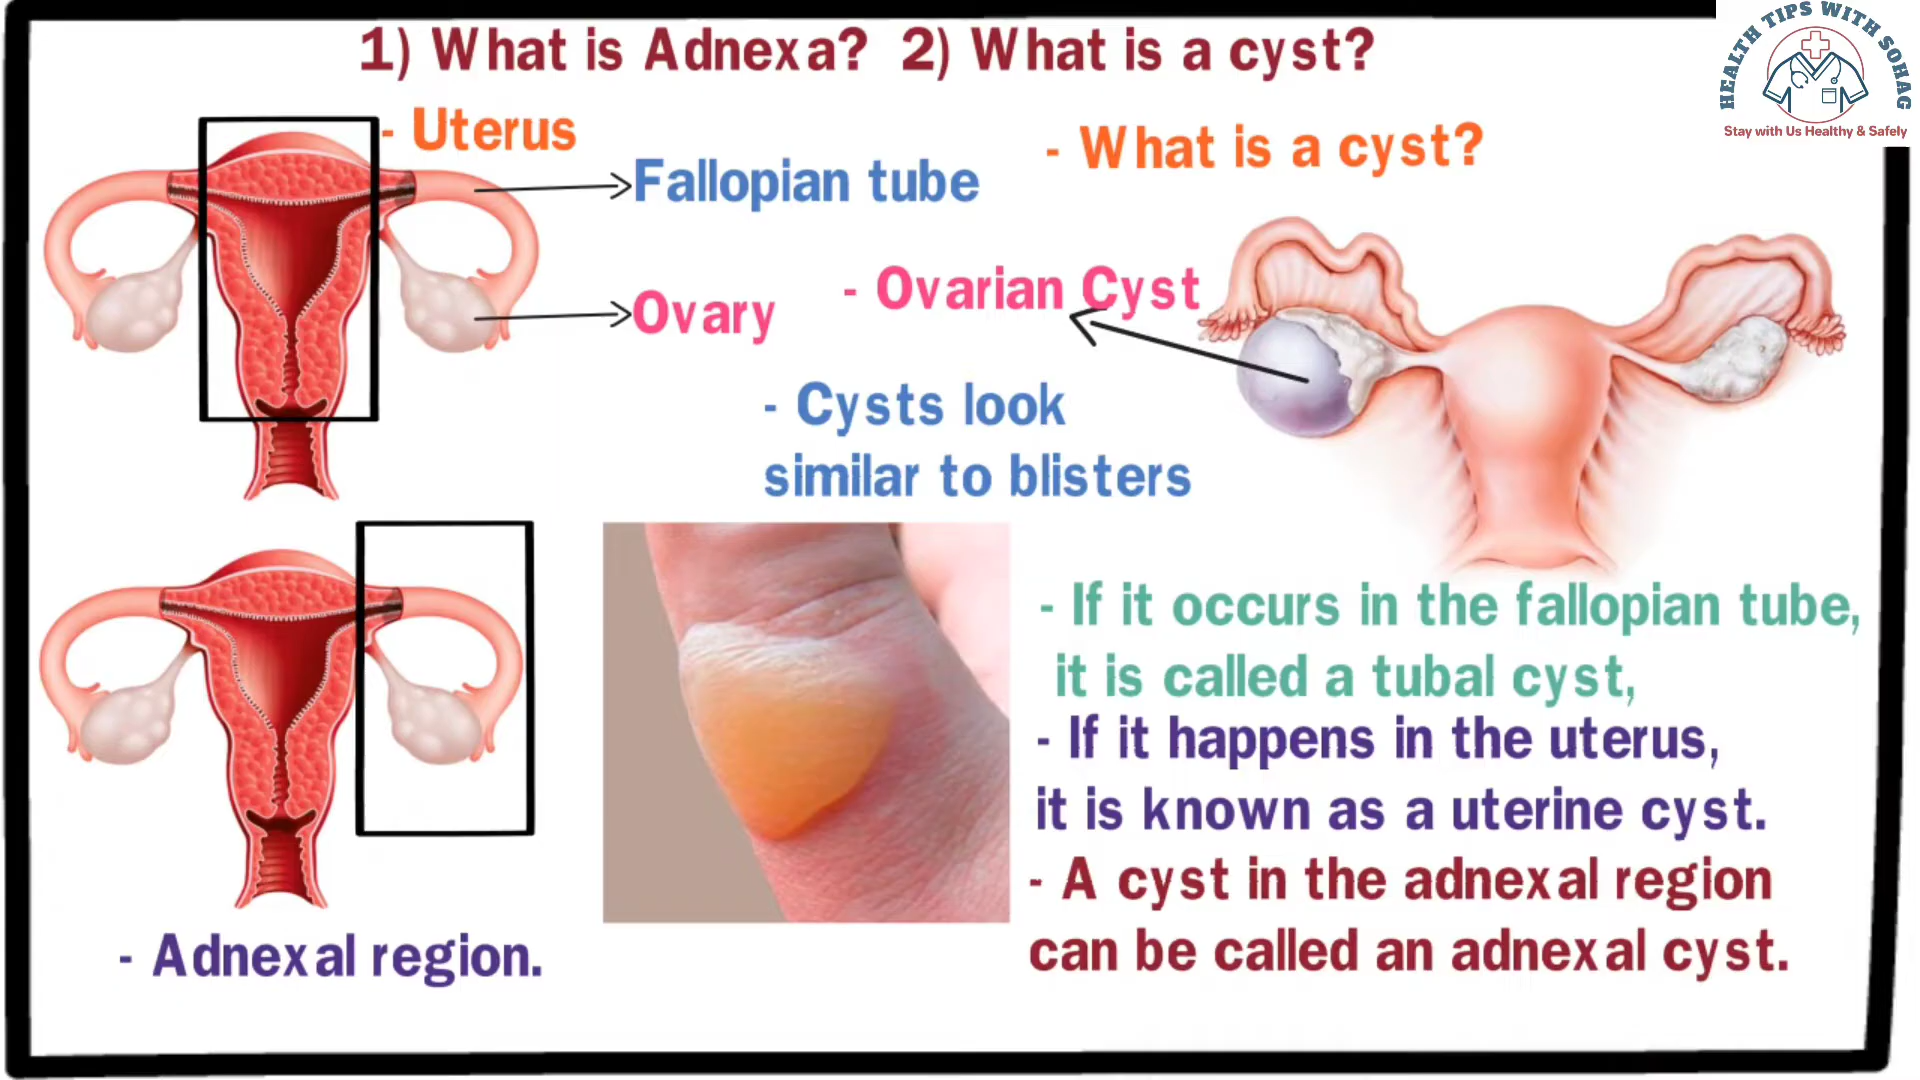 1) What is Adnexa? 2) What is a cyst?
HEALTH TIPS WITH SOHAG
Stay with Us Healthy & Safely
- Uterus
Fallopian tube
Ovary
- What is a cyst?
- Ovarian Cyst
- Cysts look
similar to blisters
- Adnexal region.
- If it occurs in the fallopian tube,
it is called a tubal cyst,
- If it happens in the uterus,
it is known as a uterine cyst.
- A cyst in the adnexal region
can be called an adnexal cyst.